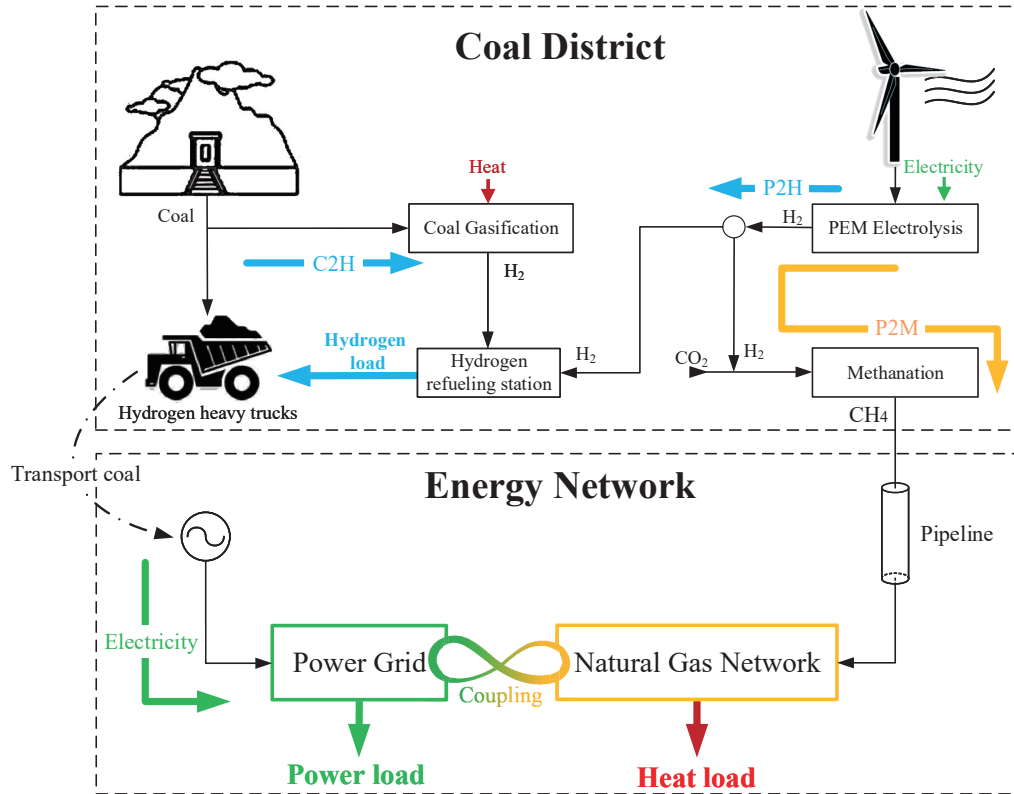 Coal District
Heat
Electricity
P2H
Coal
Coal Gasification
H2
PEM Electrolysis
C2H
H2
P2M
Hydrogen
load
Hydrogen
refueling station
H2
CO2
H2
Methanation
Hydrogen heavy trucks
CH4
Transport coal
Energy Network
Pipeline
Electricity
Power Grid
Natural Gas Network
Coupling
Power load
Heat load